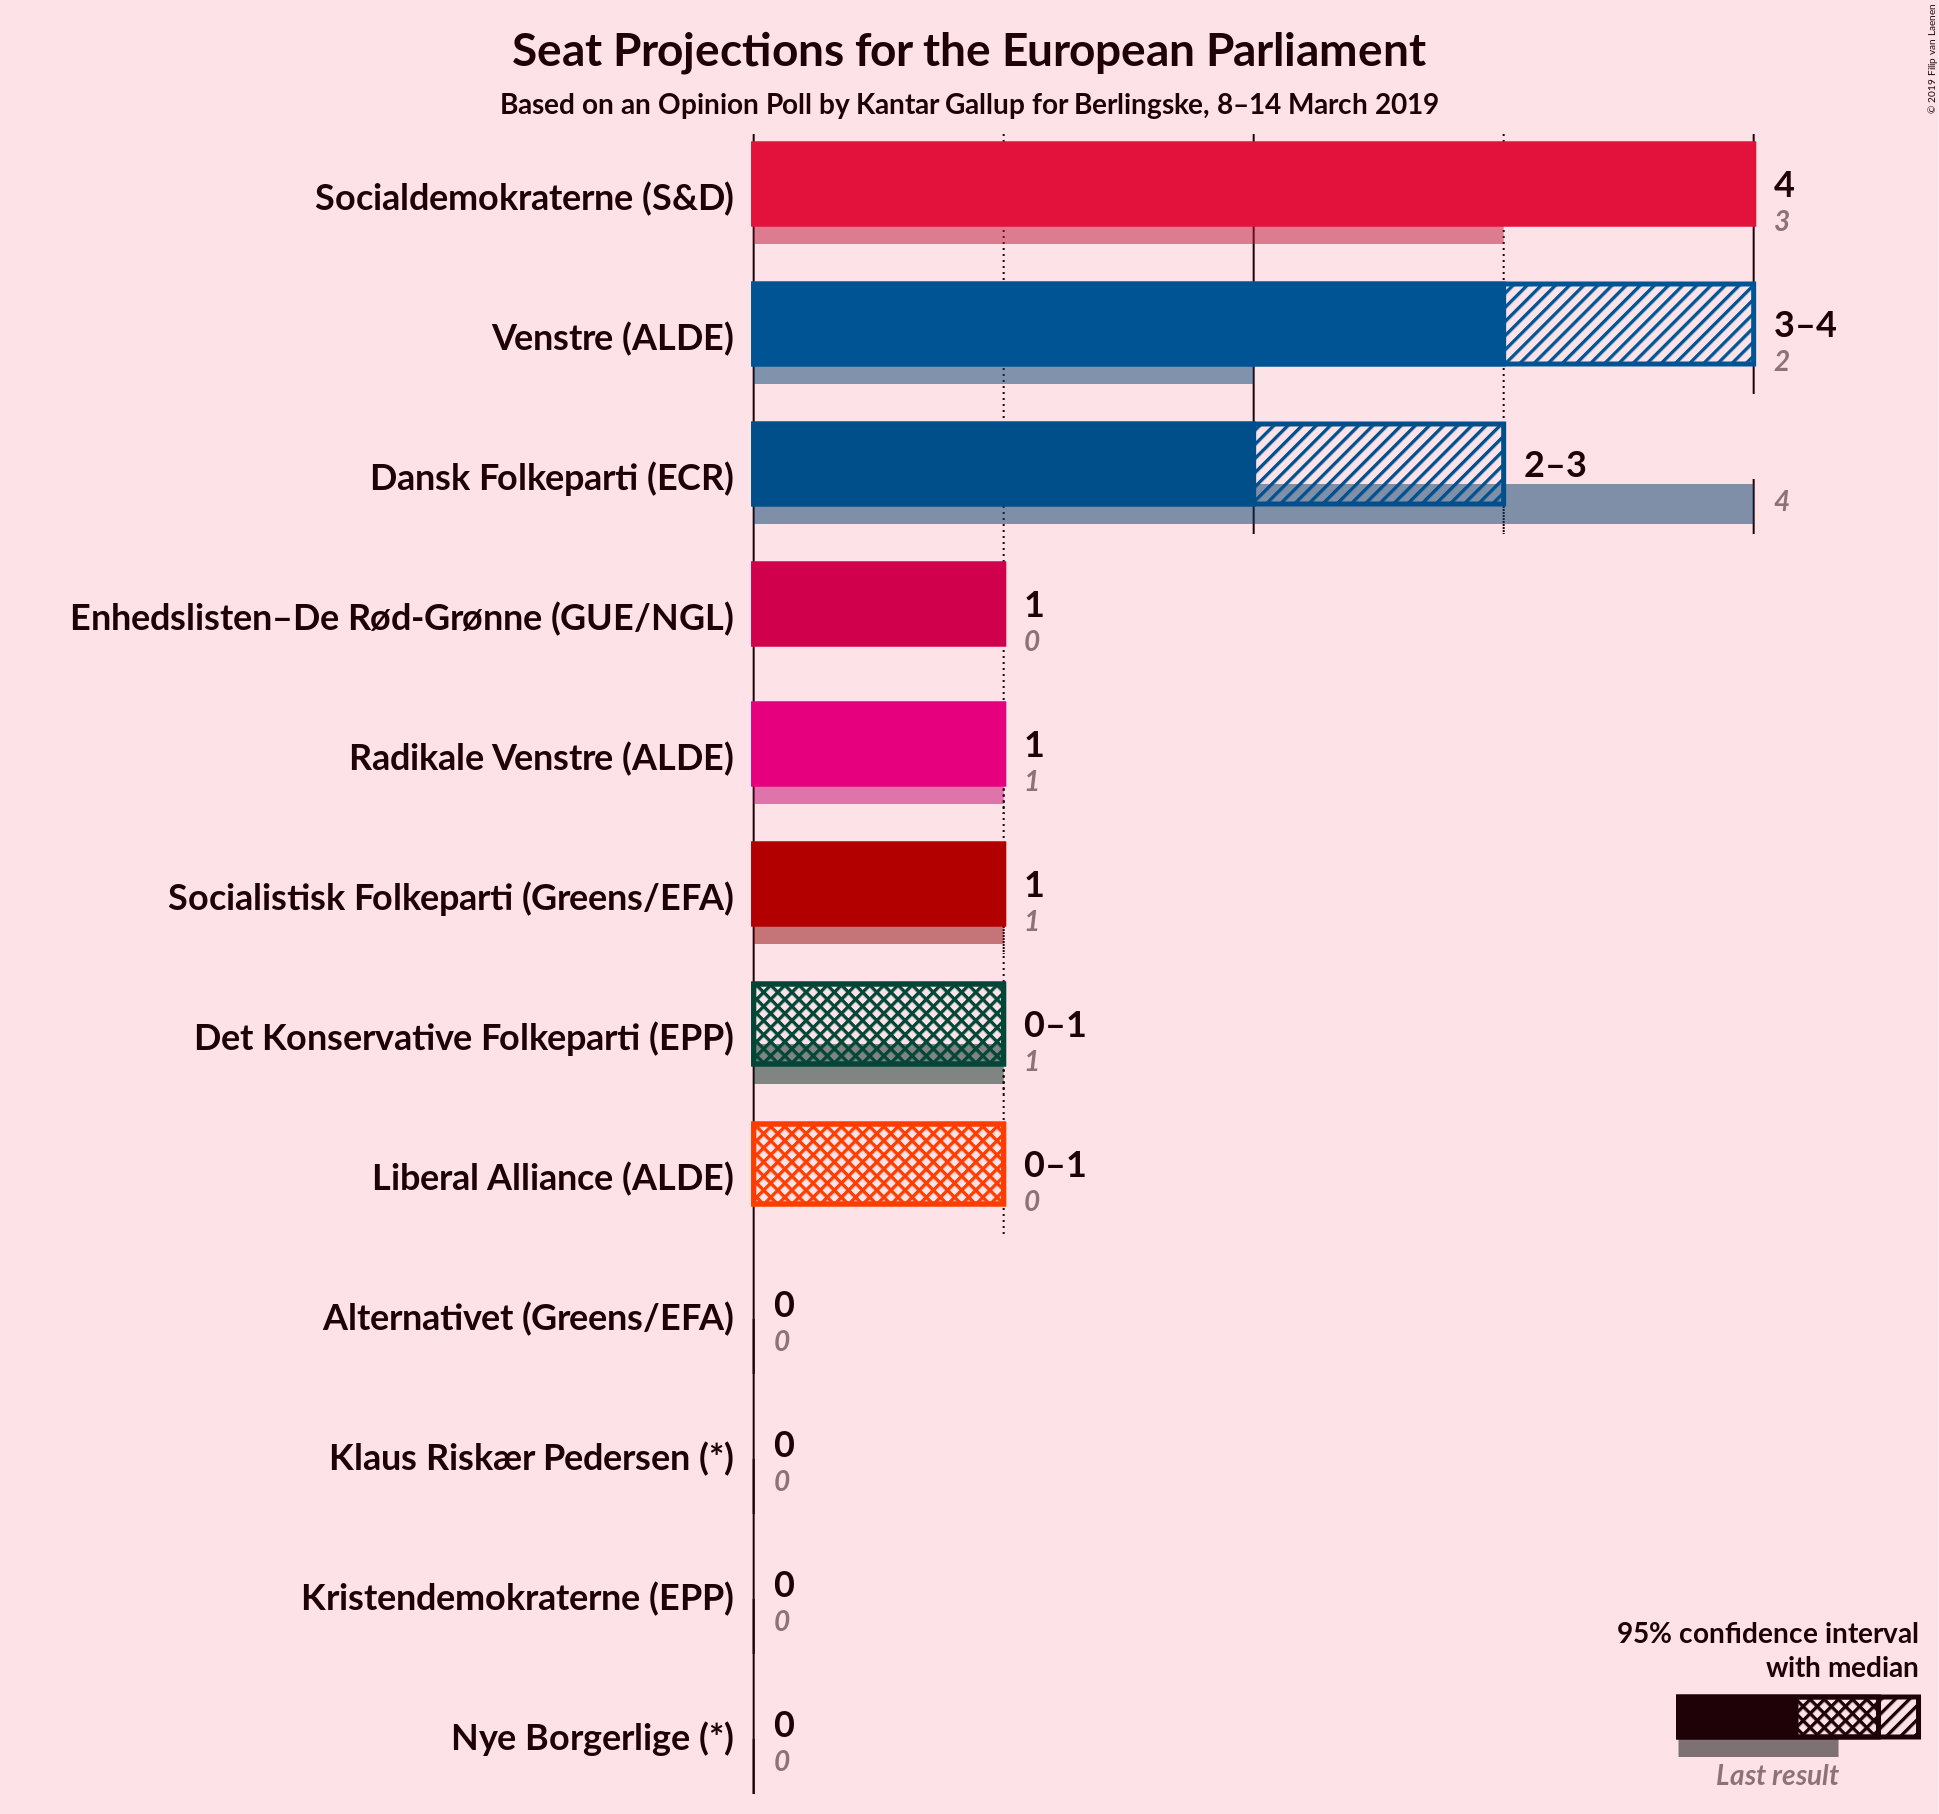 Seat Projections for the European Parliament
Based on an Opinion Poll by Kantar Gallup for Berlingske, 8–14 March 2019
© 2019 Filip van Laenen
Socialdemokraterne (S&D)
4
3
Venstre (ALDE)
3–4
2
Dansk Folkeparti (ECR)
2–3
4
Enhedslisten–De Rød-Grønne (GUE/NGL)
1
0
Radikale Venstre (ALDE)
1
1
Socialistisk Folkeparti (Greens/EFA)
1
1
Det Konservative Folkeparti (EPP)
0–1
1
Liberal Alliance (ALDE)
0–1
0
Alternativet (Greens/EFA)
0
0
Klaus Riskær Pedersen (*)
0
0
Kristendemokraterne (EPP)
0
0
Nye Borgerlige (*)
0
0
95% confidence interval
with median
Last result